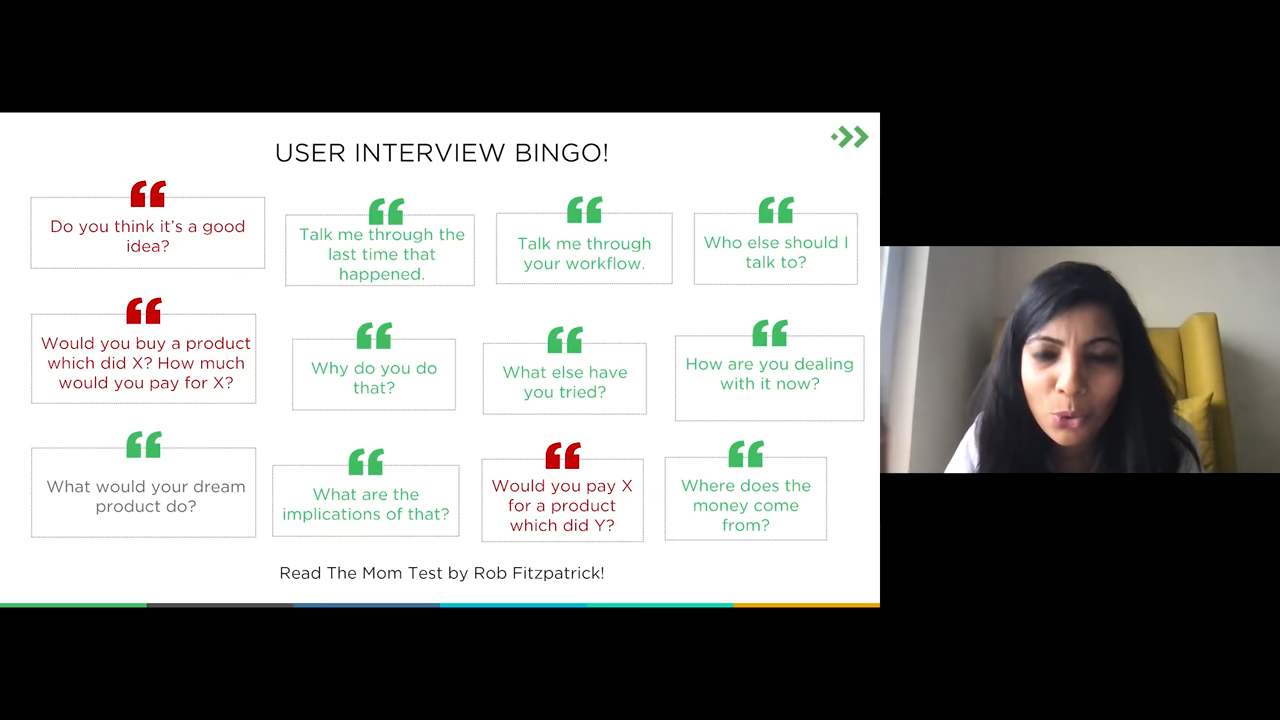 USER INTERVIEW BINGO!
Do you think it's a good
idea?
Talk me through the
last time that
happened.
Talk me through
your workflow.
Who else should I
talk to?
Would you buy a product
which did X? How much
would you pay for X?
Why do you do
that?
What else have
you tried?
How are you dealing
with it now?
What would your dream
product do?
What are the
implications of that?
Would you pay X
for a product
which did Y?
Where does the
money come
from?
Read The Mom Test by Rob Fitzpatrick!